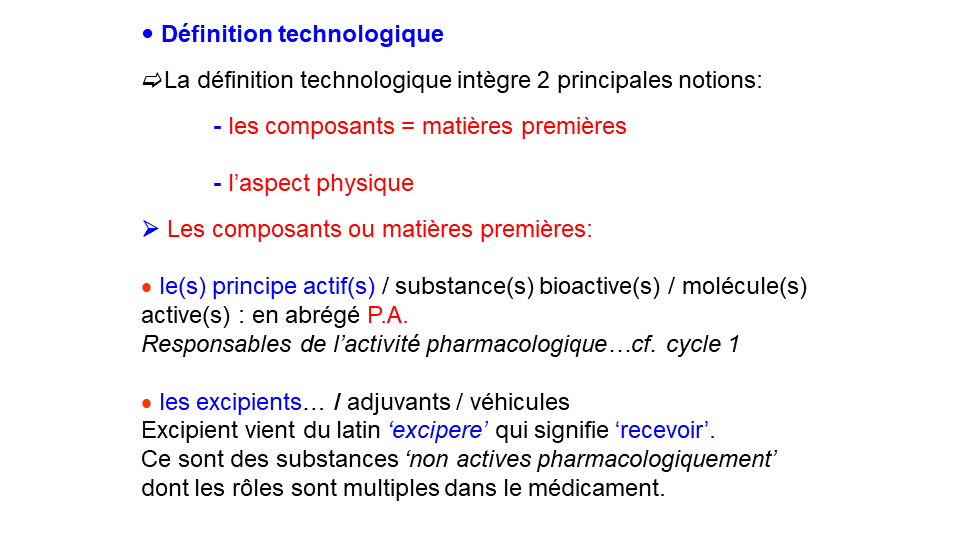 • Définition technologique
➯La définition technologique intègre 2 principales notions:
- les composants = matières premières
- l’aspect physique
➢ Les composants ou matières premières:
• le(s) principe actif(s) / substance(s) bioactive(s) / molécule(s)
active(s) : en abrégé P.A.
Responsables de l’activité pharmacologique…cf. cycle 1
• les excipients… / adjuvants / véhicules
Excipient vient du latin ‘excipere’ qui signifie ‘recevoir’.
Ce sont des substances ‘non actives pharmacologiquement’
dont les rôles sont multiples dans le médicament.